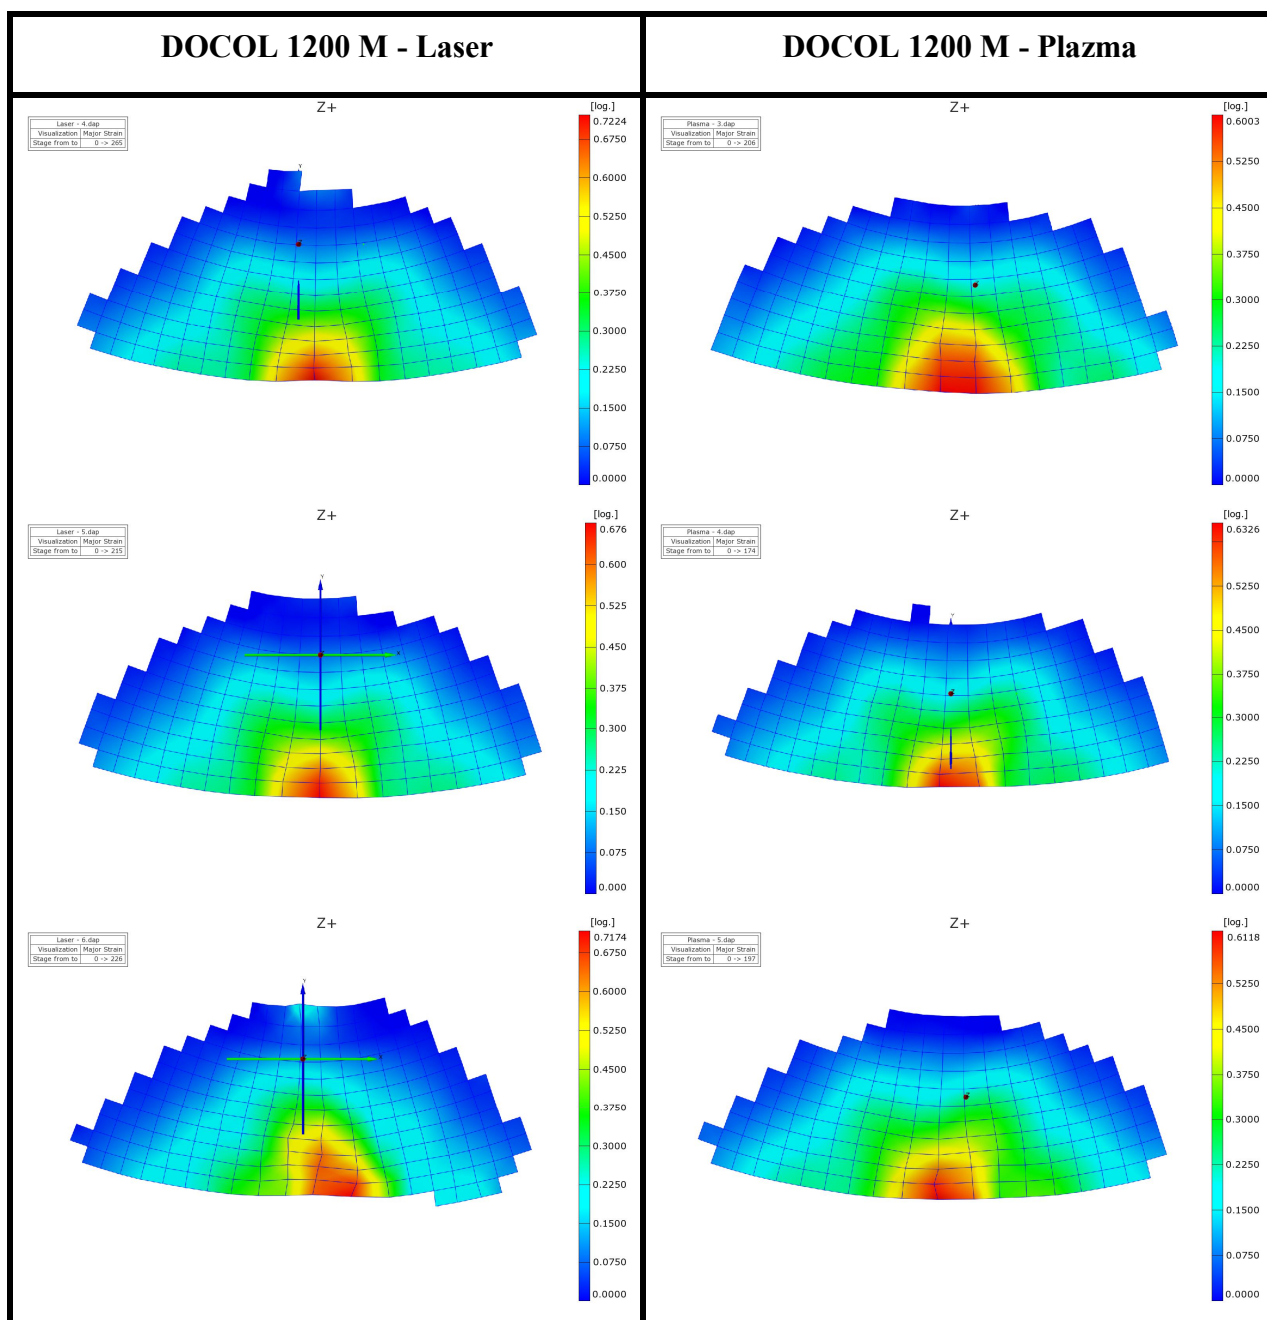 DOCOL 1200 M - Laser
DOCOL 1200 M - Plazma
Z+
[log.]
Laser - 4.dap
Visualization Major Strain
Stage from to 0 -> 265
Y
0.7224
0.6750
0.6000
0.5250
0.4500
0.3750
0.3000
0.2250
0.1500
0.0750
0.0000
Z+
[log.]
Plasma - 3.dap
Visualization Major Strain
Stage from to 0 -> 206
0.6003
0.5250
0.4500
0.3750
0.3000
0.2250
0.1500
0.0750
0.0000
Z+
[log.]
Laser - 5.dap
Visualization Major Strain
Stage from to 0 -> 215
Y
X
0.676
0.600
0.525
0.450
0.375
0.300
0.225
0.150
0.075
0.000
Z+
[log.]
Plasma - 4.dap
Visualization Major Strain
Stage from to 0 -> 174
Y
0.6326
0.5250
0.4500
0.3750
0.3000
0.2250
0.1500
0.0750
0.0000
Z+
[log.]
Laser - 6.dap
Visualization Major Strain
Stage from to 0 -> 226
Y
X
0.7174
0.6750
0.6000
0.5250
0.4500
0.3750
0.3000
0.2250
0.1500
0.0750
0.0000
Z+
[log.]
Plasma - 5.dap
Visualization Major Strain
Stage from to 0 -> 197
0.6118
0.5250
0.4500
0.3750
0.3000
0.2250
0.1500
0.0750
0.0000